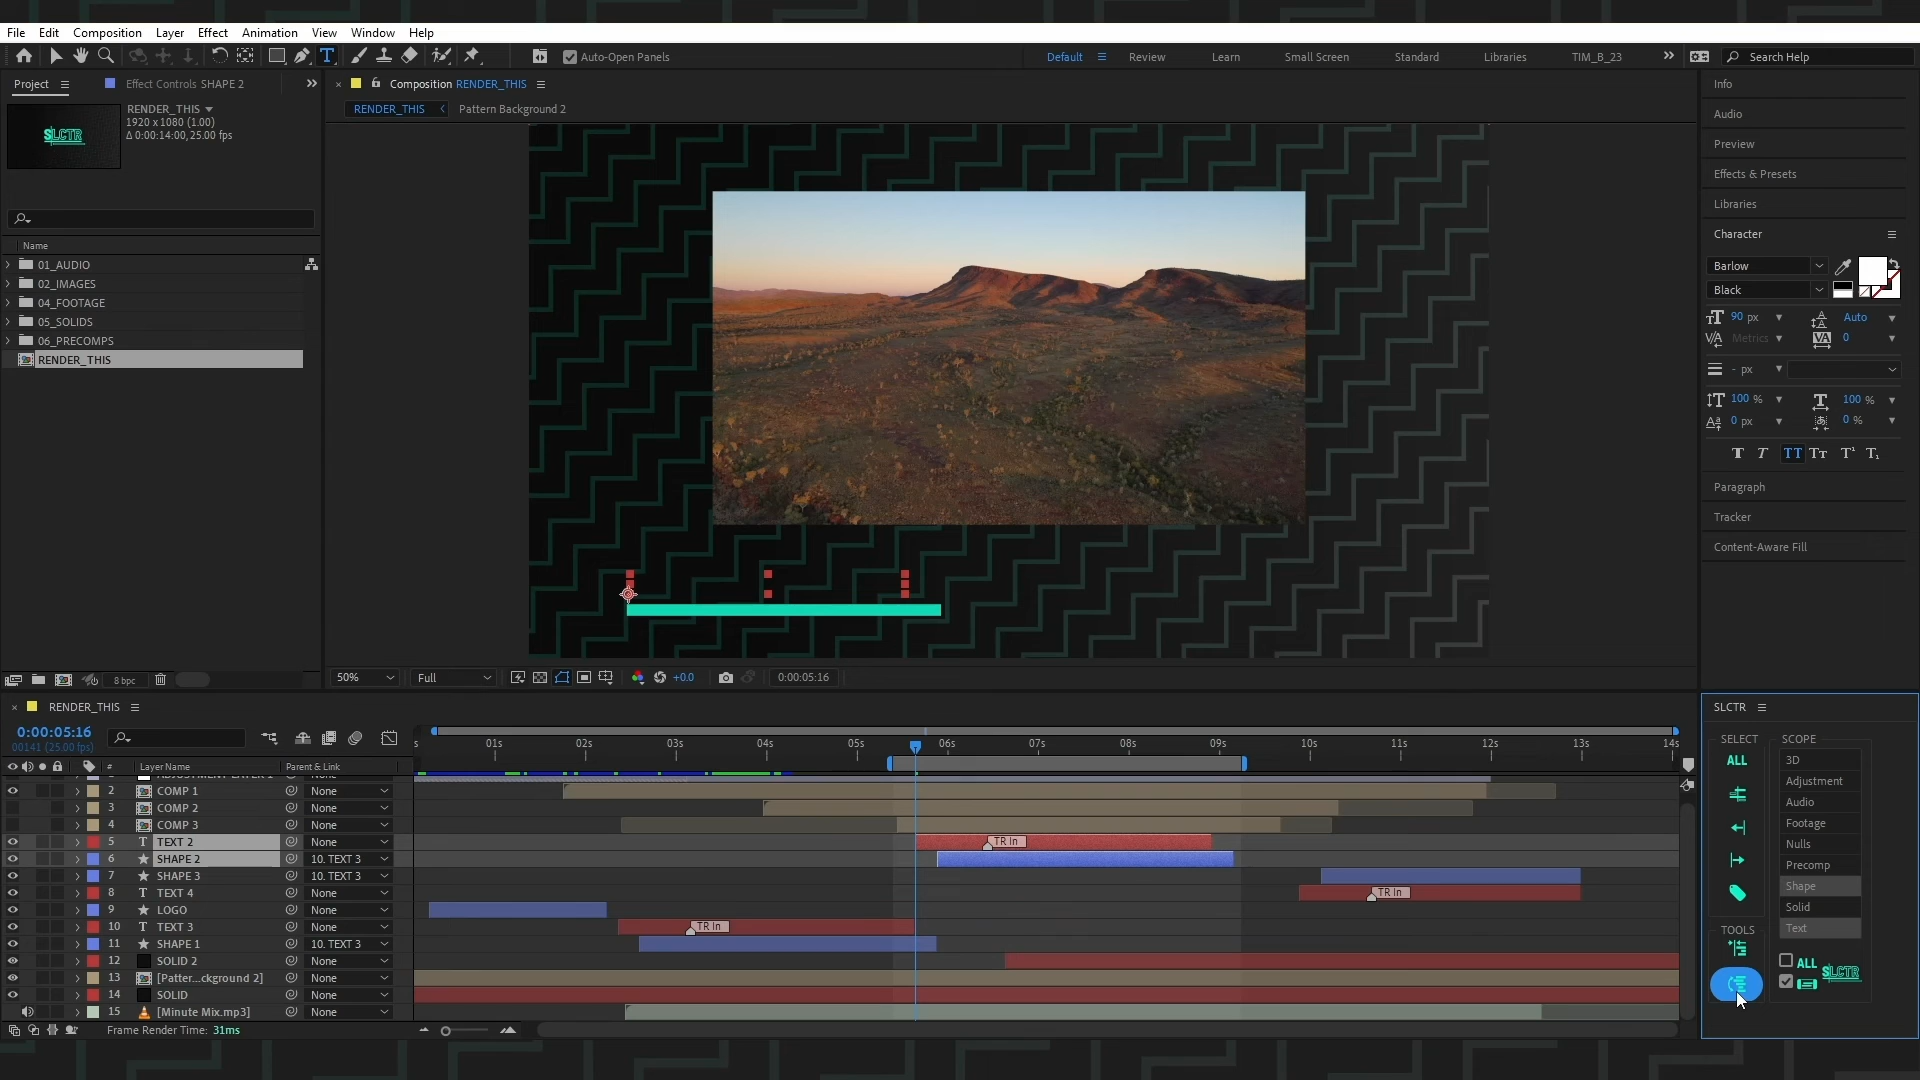 File Edit Composition Layer Effect Animation View Window Help
Auto-Open Panels
Default Review Learn Small Screen Standard Libraries TIM_B_23
Search Help
Project
Effect Controls SHAPE 2
RENDER_THIS
1920 x 1080 (1.00)
Δ 0:00:14:00, 25.00 fps
SLCTR
Name
01_AUDIO
02_IMAGES
04_FOOTAGE
05_SOLIDS
06_PRECOMPS
RENDER_THIS
8 bpc
Composition RENDER_THIS
RENDER_THIS Pattern Background 2
50% Full +0.0 0:00:05:16
Info
Audio
Preview
Effects & Presets
Libraries
Character
Barlow
Black
90 px Auto
Metrics 0
- px
100 % 100 %
0 px 0 %
Paragraph
Tracker
Content-Aware Fill
RENDER_THIS
0:00:05:16
00141 (25.00 fps)
# Layer Name Parent & Link
s 01s 02s 03s 04s 05s 06s 07s 08s 09s 10s 11s 12s 13s 14s
2 COMP 1 None
3 COMP 2 None
4 COMP 3 None
5 TEXT 2 None TR In
6 SHAPE 2 10. TEXT 3
7 SHAPE 3 10. TEXT 3
8 TEXT 4 None TR In
9 LOGO None
10 TEXT 3 None TR In
11 SHAPE 1 10. TEXT 3
12 SOLID 2 None
13 [Patter...ckground 2] None
14 SOLID None
15 [Minute Mix.mp3] None
Frame Render Time: 31ms
SLCTR
SELECT
ALL
TOOLS
SCOPE
3D
Adjustment
Audio
Footage
Nulls
Precomp
Shape
Solid
Text
ALL
SLCTR